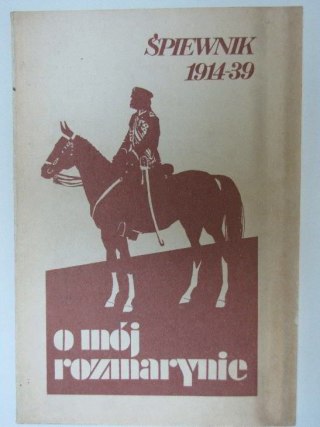 ŚPIEWNIK
1914-39
o mój
rozmarynie